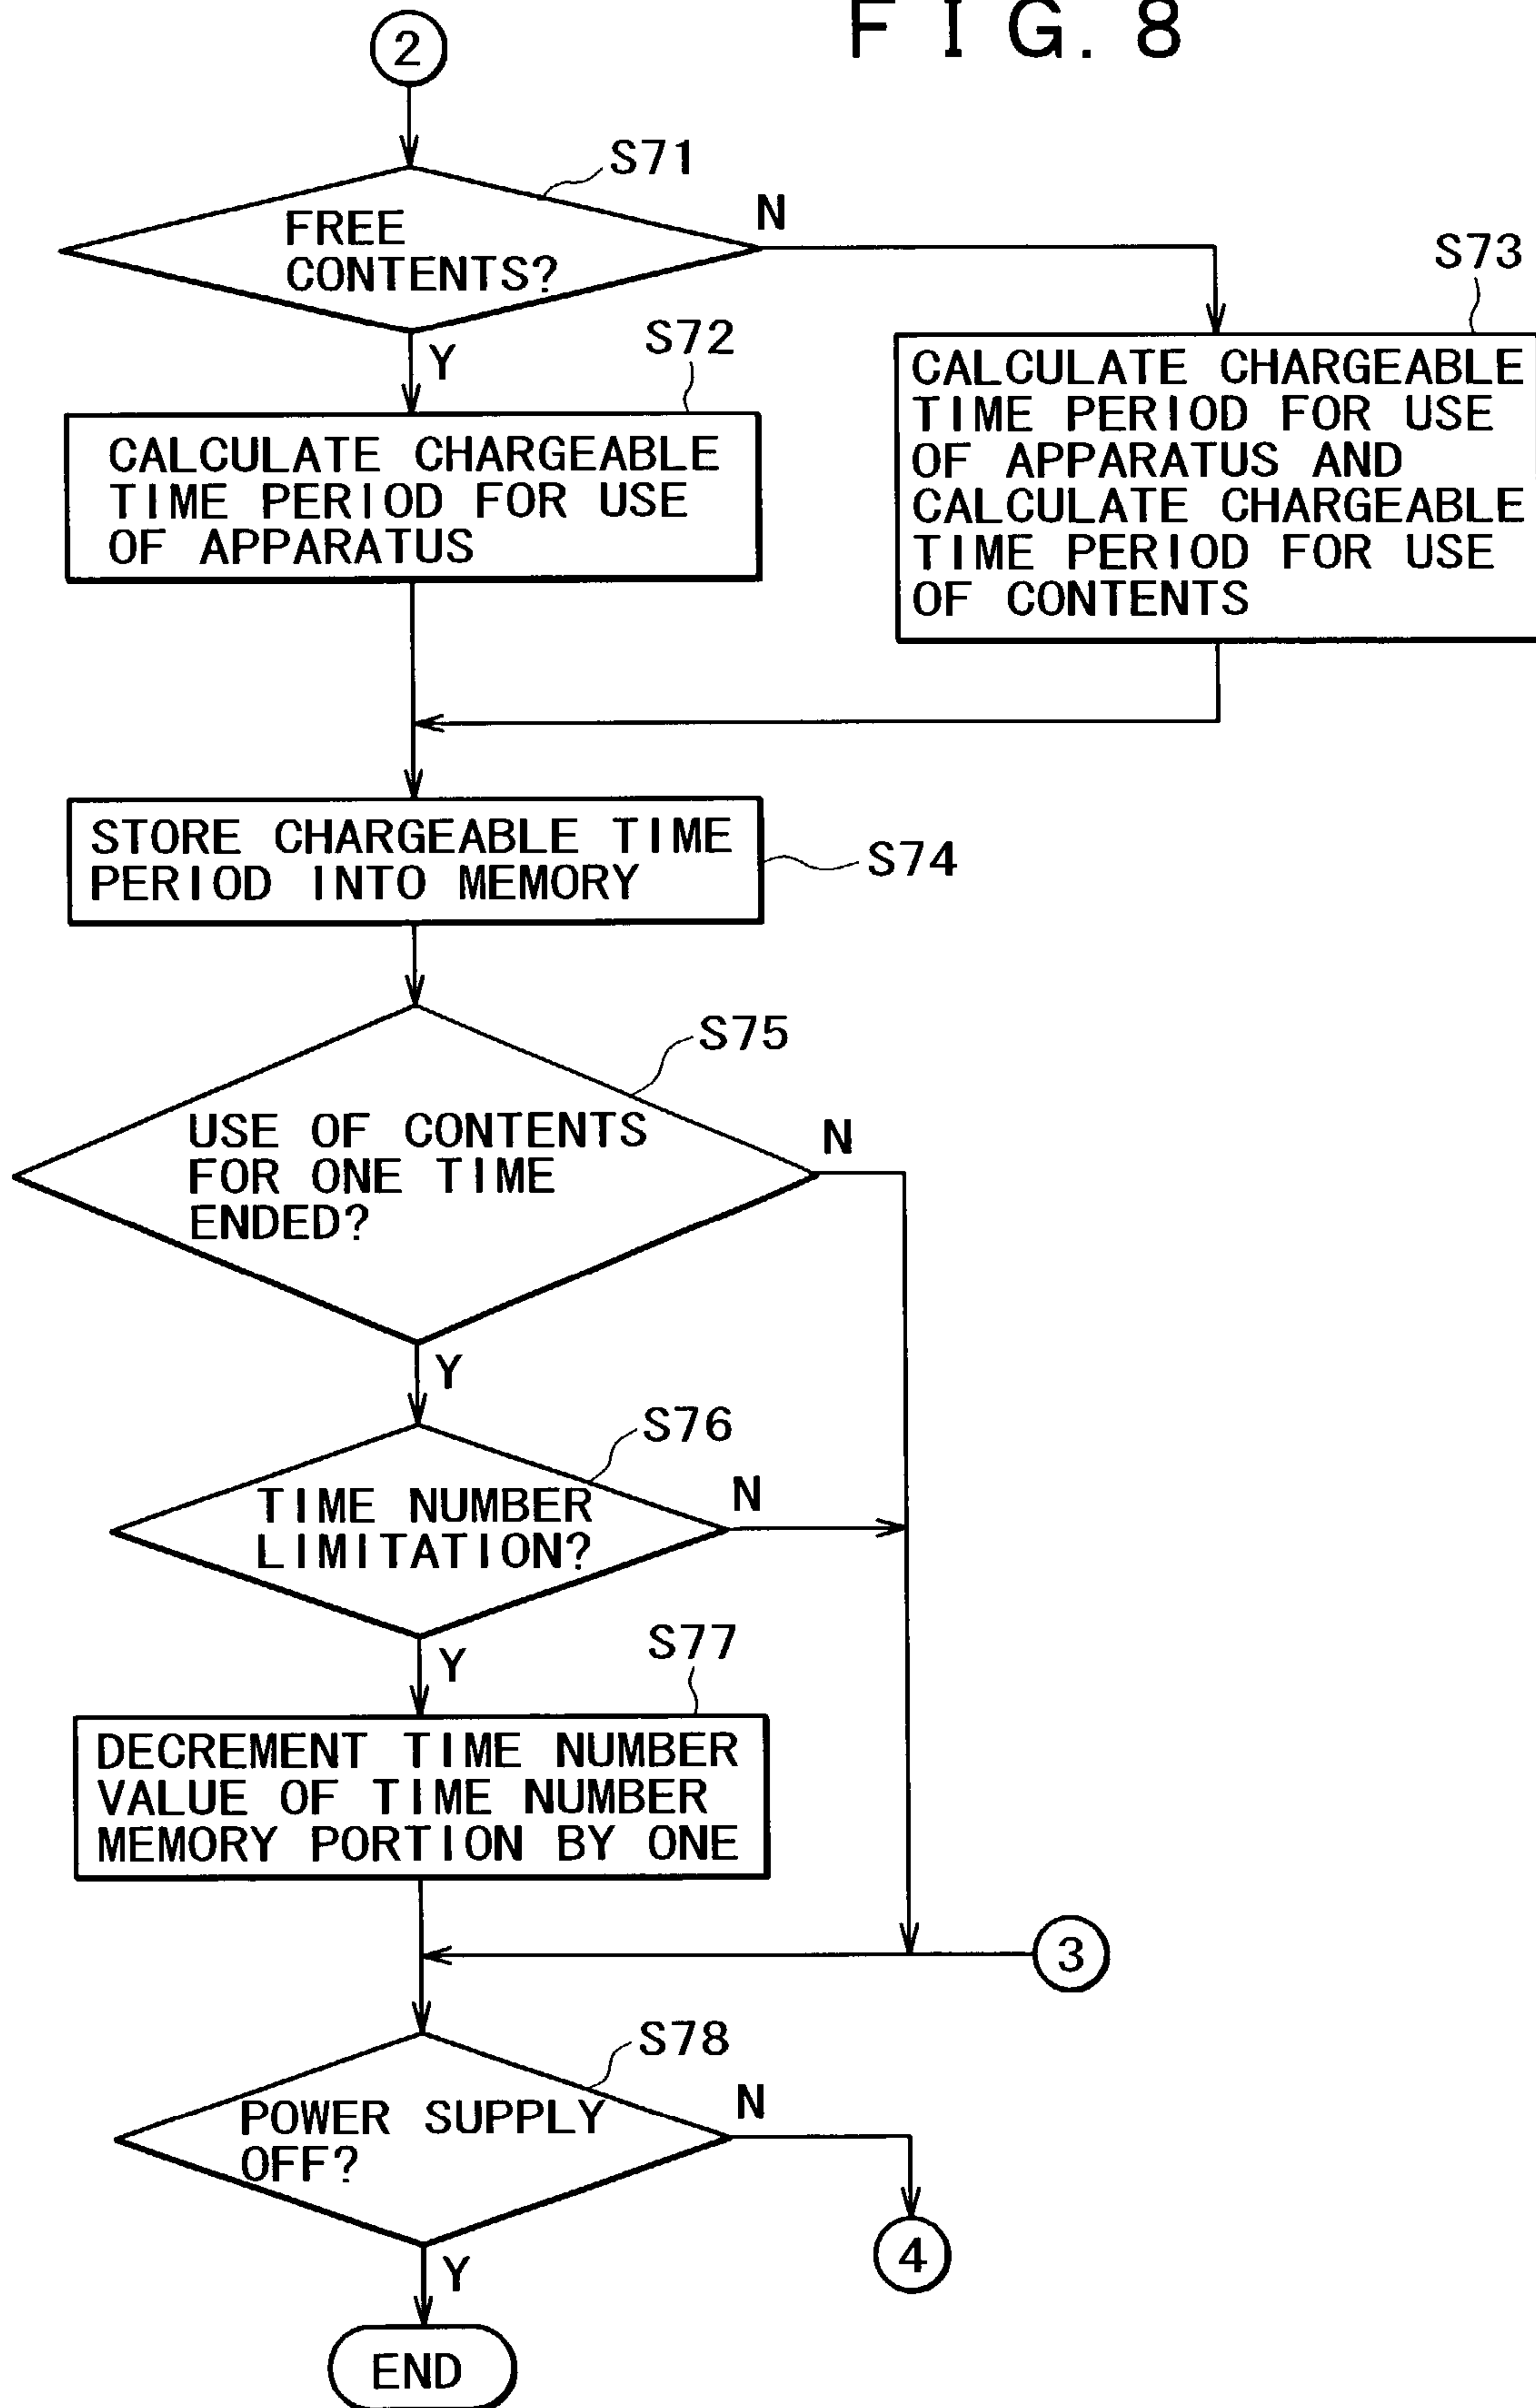 FIG. 8
2
S71
FREE
CONTENTS?
N
Y
S72
CALCULATE CHARGEABLE
TIME PERIOD FOR USE
OF APPARATUS
S73
CALCULATE CHARGEABLE
TIME PERIOD FOR USE
OF APPARATUS AND
CALCULATE CHARGEABLE
TIME PERIOD FOR USE
OF CONTENTS
STORE CHARGEABLE TIME
PERIOD INTO MEMORY
S74
S75
USE OF CONTENTS
FOR ONE TIME
ENDED?
N
Y
S76
TIME NUMBER
LIMITATION?
N
Y
S77
DECREMENT TIME NUMBER
VALUE OF TIME NUMBER
MEMORY PORTION BY ONE
3
S78
POWER SUPPLY
OFF?
N
4
Y
END